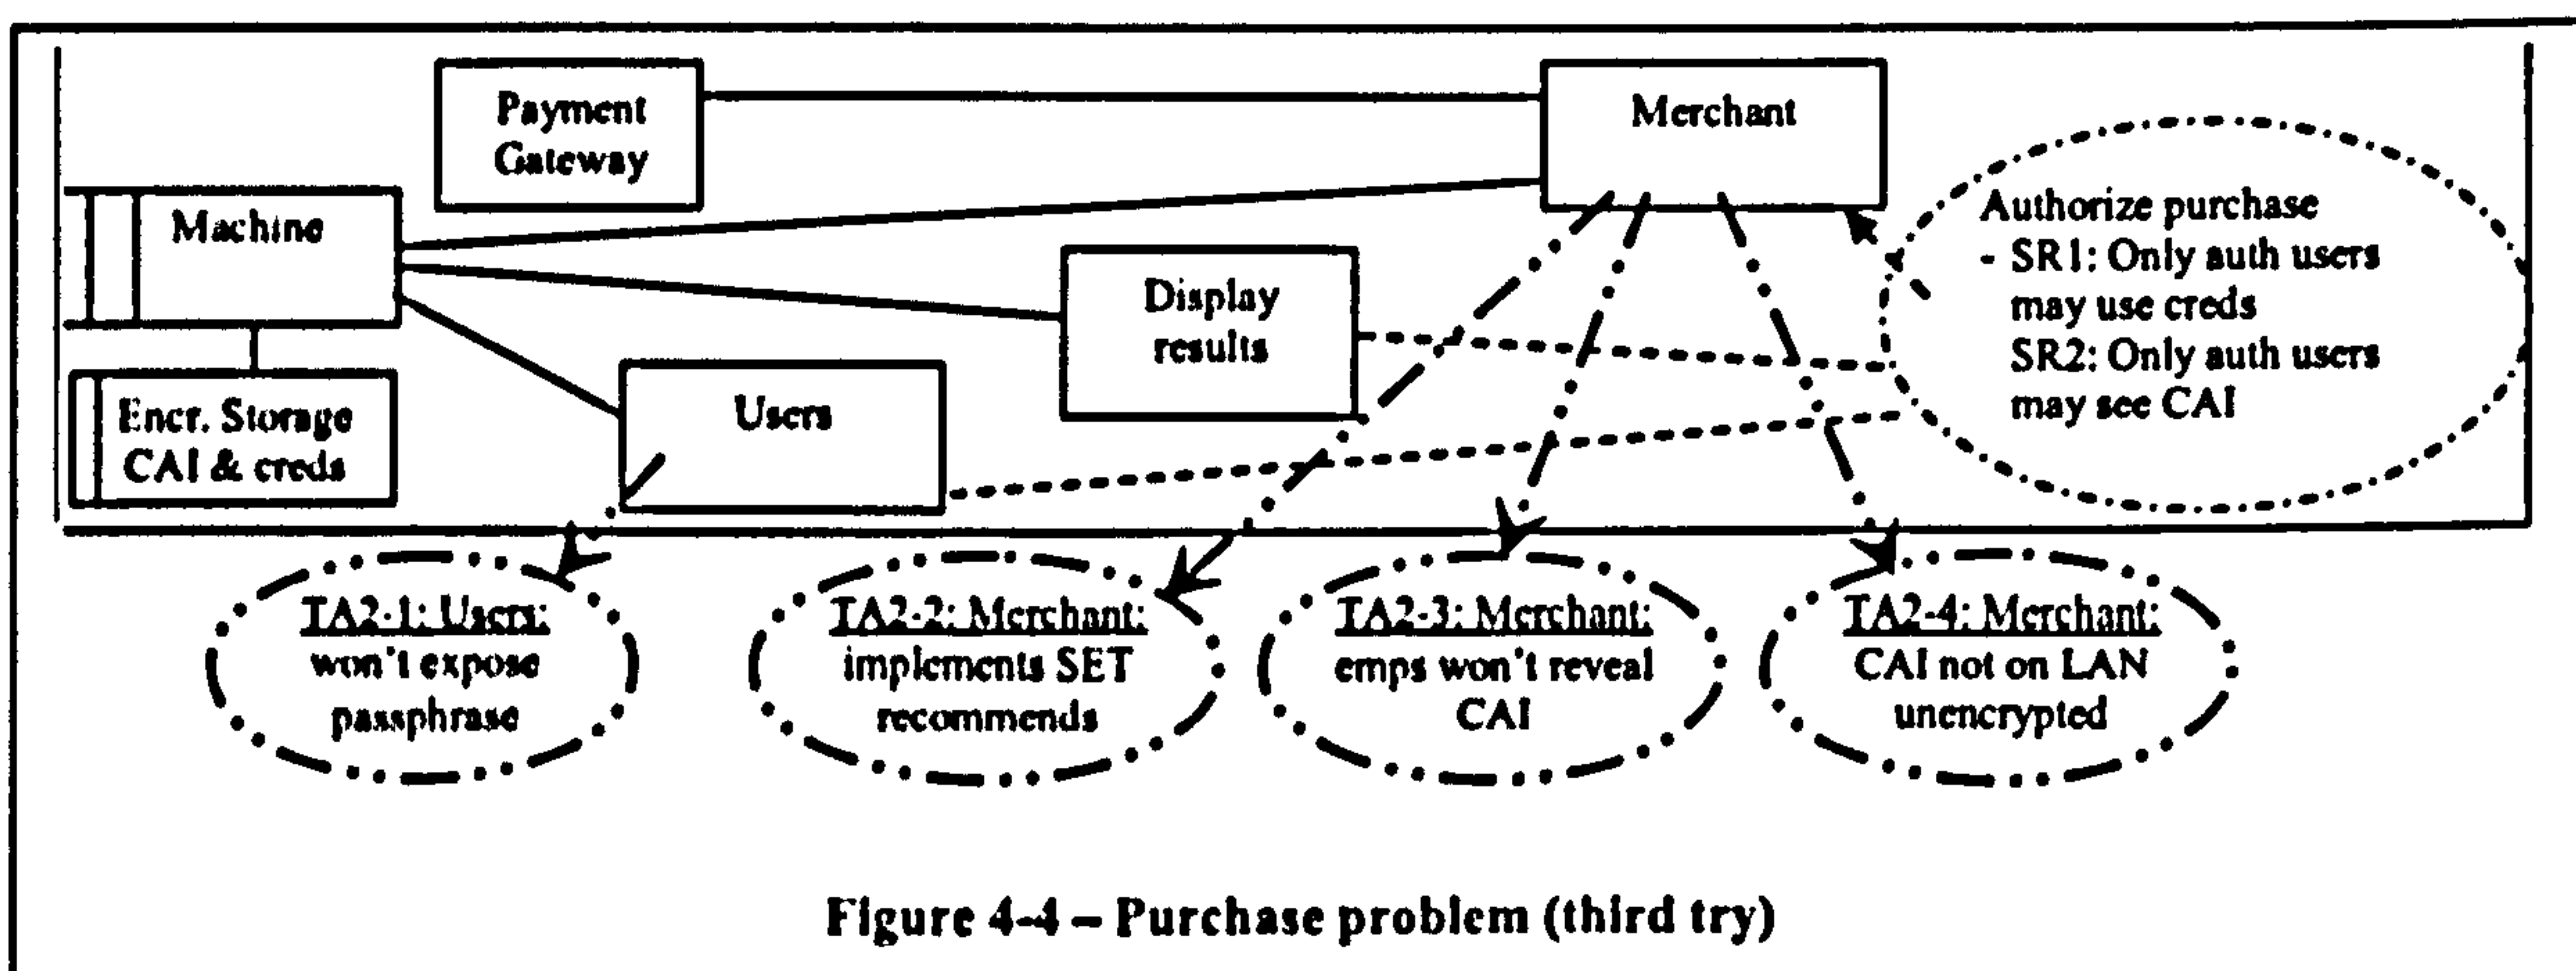 Payment
Gateway
Merchant
Machine
Authorize purchase
- SR1: Only auth users
may use creds
SR2: Only auth users
may see CAI
Display
results
Encr. Storage
CAI & creds
Users
TA2-1: Users:
won't expose
passphrase
TA2-2: Merchant:
implements SET
recommends
TA2-3: Merchant:
emps won't reveal
CAI
TA2-4: Merchant:
CAI not on LAN
unencrypted
Figure 4-4 – Purchase problem (third try)